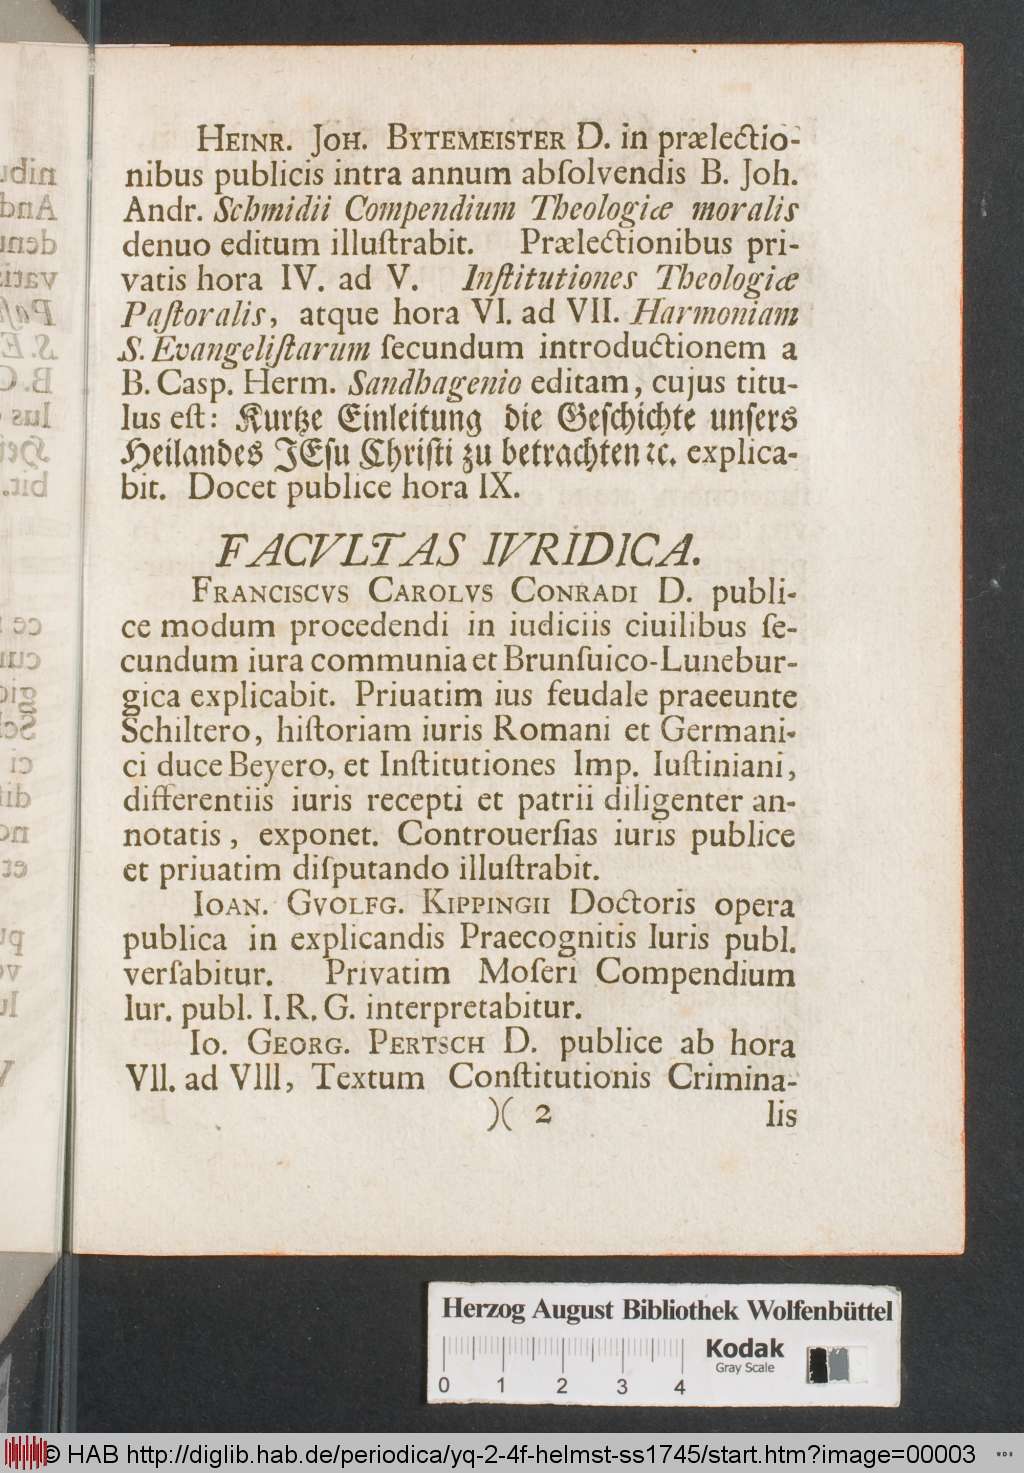 Heinr. Joh. Bytemeister D. in prælectio-
nibus publicis intra annum abſolvendis B. Joh.
Andr. Schmidii Compendium Theologiæ moralis
denuo editum illuſtrabit. Prælectionibus pri-
vatis hora IV. ad V. Inſtitutiones Theologiæ
Paſtoralis, atque hora VI. ad VII. Harmoniam
S. Evangeliſtarum ſecundum introductionem a
B. Casp. Herm. Sandhagenio editam, cujus titu-
lus eſt: Kurtze Einleitung die Geſchichte unſers
Heilandes JEſu Chriſti zu betrachten ꝛc. explica-
bit. Docet publice hora IX.
FACVLTAS IVRIDICA.
Franciscvs Carolvs Conradi D. publi-
ce modum procedendi in iudiciis ciuilibus ſe-
cundum iura communia et Brunſuico-Lunebur-
gica explicabit. Priuatim ius feudale praeeunte
Schiltero, hiſtoriam iuris Romani et Germani-
ci duce Beyero, et Inſtitutiones Imp. Iuſtiniani,
differentiis iuris recepti et patrii diligenter an-
notatis, exponet. Controuerſias iuris publice
et priuatim diſputando illuſtrabit.
Ioan. Gvolfg. Kippingii Doctoris opera
publica in explicandis Praecognitis Iuris publ.
verſabitur. Privatim Moſeri Compendium
Iur. publ. I. R. G. interpretabitur.
Io. Georg. Pertsch D. publice ab hora
VII. ad VIII, Textum Conſtitutionis Crimina-
)( 2 lis
Herzog August Bibliothek Wolfenbüttel
Kodak
Gray Scale
0 1 2 3 4
© HAB http://diglib.hab.de/periodica/yq-2-4f-helmst-ss1745/start.htm?image=00003